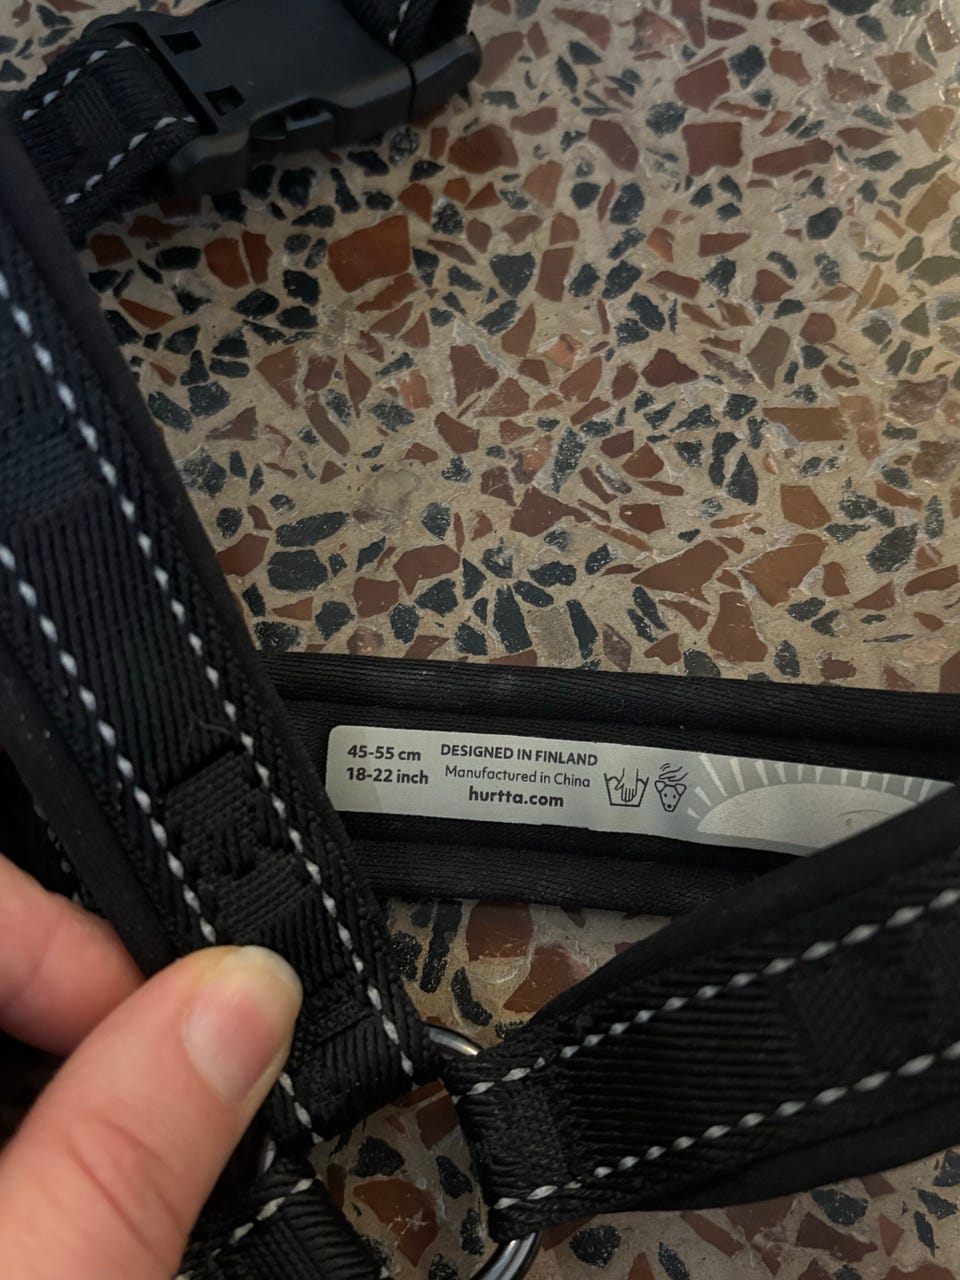 45-55 cm
18-22 inch
DESIGNED IN FINLAND
Manufactured in China
hurtta.com